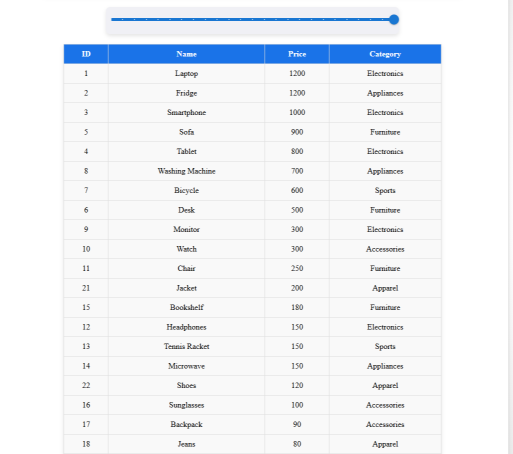 ID Name Price Category
1 Laptop 1200 Electronics
2 Fridge 1200 Appliances
3 Smartphone 1000 Electronics
5 Sofa 900 Furniture
4 Tablet 800 Electronics
8 Washing Machine 700 Appliances
7 Bicycle 600 Sports
6 Desk 500 Furniture
9 Monitor 300 Electronics
10 Watch 300 Accessories
11 Chair 250 Furniture
21 Jacket 200 Apparel
15 Bookshelf 180 Furniture
12 Headphones 150 Electronics
13 Tennis Racket 150 Sports
14 Microwave 150 Appliances
22 Shoes 120 Apparel
16 Sunglasses 100 Accessories
17 Backpack 90 Accessories
18 Jeans 80 Apparel